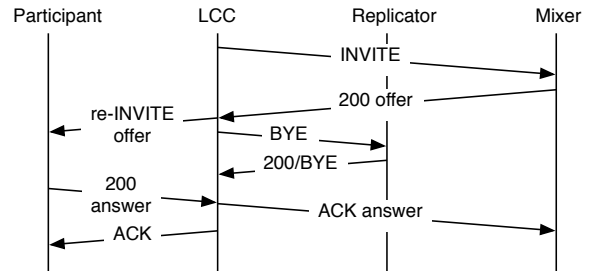 Participant LCC Replicator Mixer
INVITE
200 offer
re-INVITE
offer
BYE
200/BYE
200
answer
ACK answer
ACK